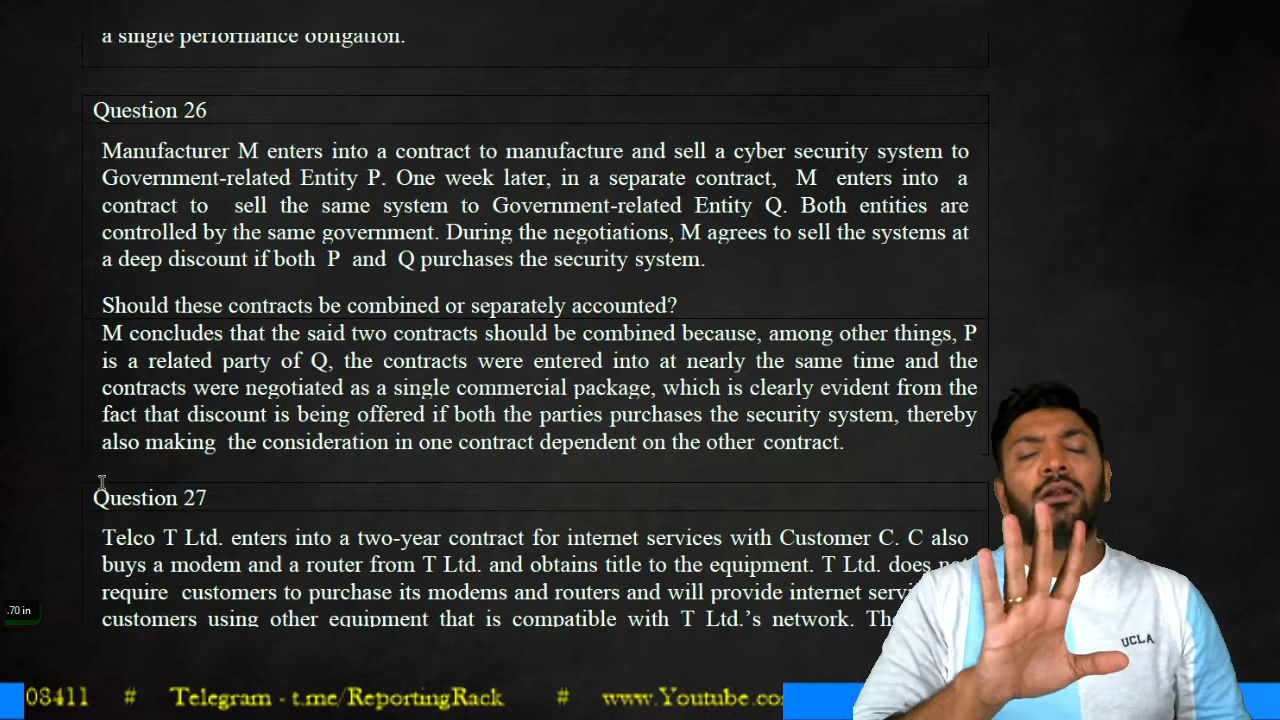 a single performance obligation.
Question 26
Manufacturer M enters into a contract to manufacture and sell a cyber security system to
Government-related Entity P. One week later, in a separate contract, M enters into a
contract to sell the same system to Government-related Entity Q. Both entities are
controlled by the same government. During the negotiations, M agrees to sell the systems at
a deep discount if both P and Q purchases the security system.
Should these contracts be combined or separately accounted?
M concludes that the said two contracts should be combined because, among other things, P
is a related party of Q, the contracts were entered into at nearly the same time and the
contracts were negotiated as a single commercial package, which is clearly evident from the
fact that discount is being offered if both the parties purchases the security system, thereby
also making the consideration in one contract dependent on the other contract.
Question 27
Telco T Ltd. enters into a two-year contract for internet services with Customer C. C also
buys a modem and a router from T Ltd. and obtains title to the equipment. T Ltd. does not
require customers to purchase its modems and routers and will provide internet
customers using other equipment that is compatible with T Ltd.'s network.
.70 in
UCLA
08411 # Telegram - t.me/ReportingRack # www.Youtube.co